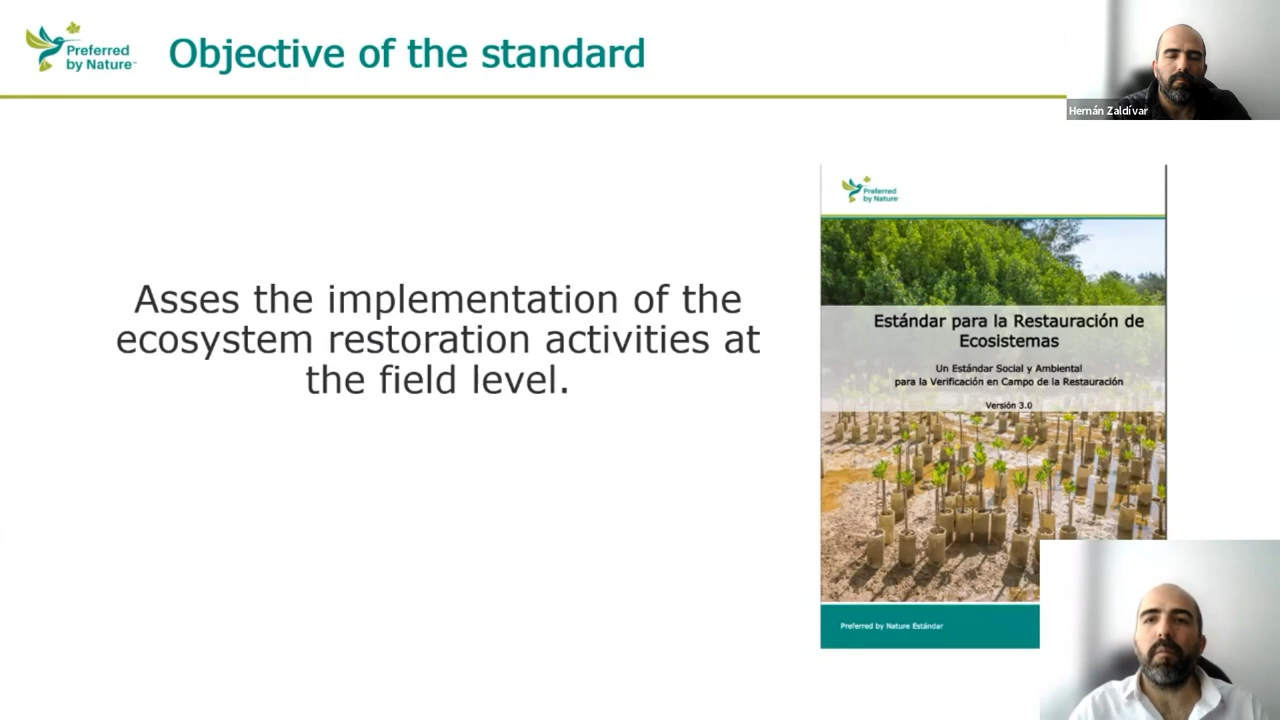 Preferred
by Nature™
Objective of the standard
Hernán Zaldívar
Asses the implementation of the
ecosystem restoration activities at
the field level.
Preferred
by Nature™
Estándar para la Restauración de
Ecosistemas
Un Estándar Social y Ambiental
para la Verificación en Campo de la Restauración
Versión 3.0
Preferred by Nature Estándar